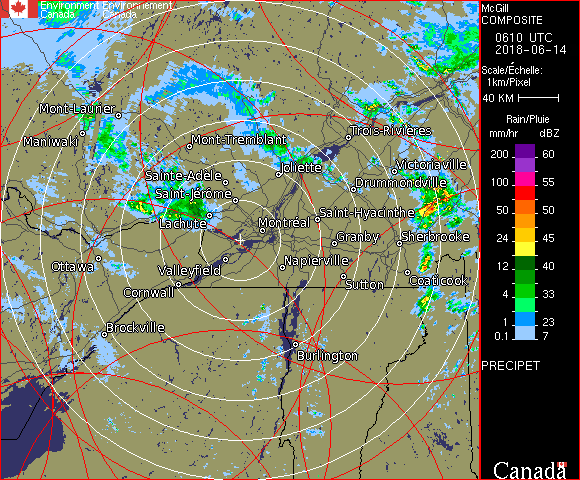 Environment Environnement
Canada Canada
McGill
COMPOSITE
0610 UTC
2018-06-14
Scale/Échelle:
1km/Pixel
40 KM
Rain/Pluie
mm/hr dBZ
200 60
100 55
50 50
24 45
12 40
4 33
1 23
0.1 7
PRECIPET
Canada
Mont-Laurier
Maniwaki
Mont-Tremblant
Trois-Rivières
Joliette
Victoriaville
Sainte-Adèle
Drummondville
Saint-Jérôme
Lachute
Saint-Hyacinthe
Montréal
Granby
Sherbrooke
Ottawa
Valleyfield
Napierville
Sutton
Coaticook
Cornwall
Brockville
Burlington